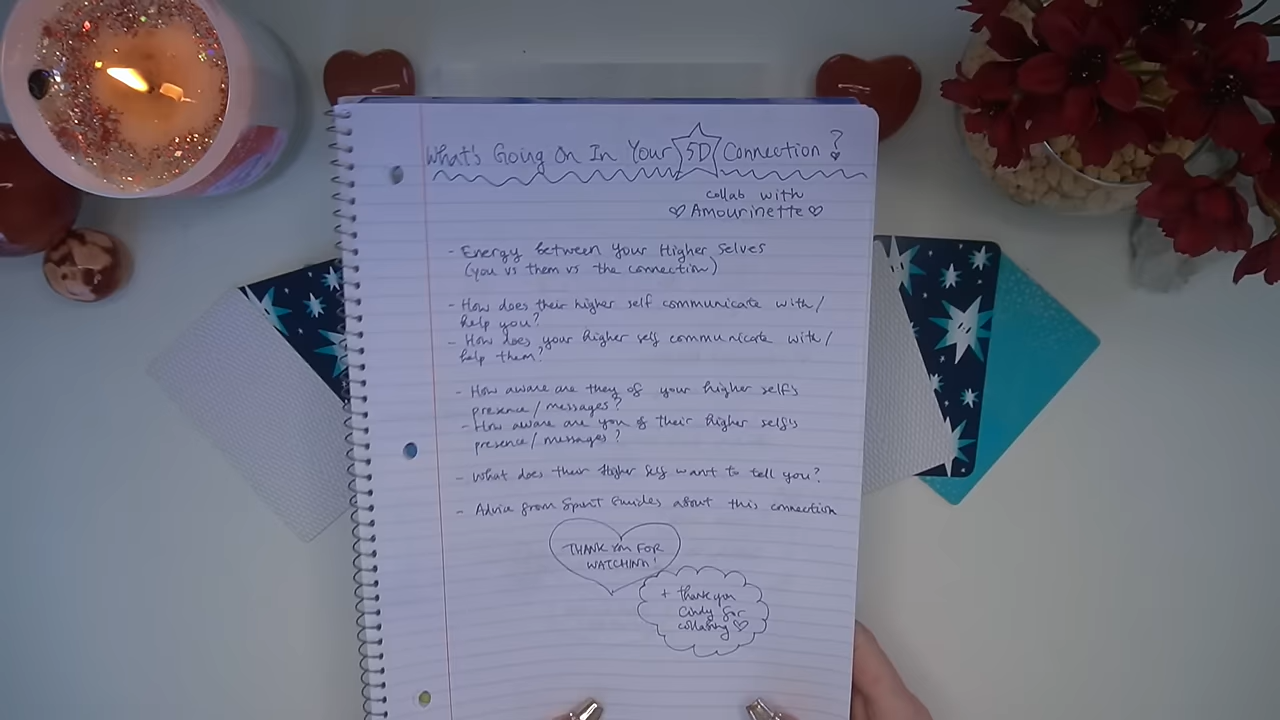 What's Going On In Your 5D Connection?
collab with
♡ Amourinette ♡
- Energy between Your Higher Selves
(you vs them vs the connection)
- How does their higher self communicate with/
help you?
- How does your higher self communicate with/
help them?
- How aware are they of your higher self's
presence/messages?
- How aware are you of their higher self's
presence/messages?
- What does their Higher Self want to tell you?
- Advice from Spirit Guides about this connection
THANK YOU FOR
WATCHING!
+ thank you
Cindy for
collabing ♡